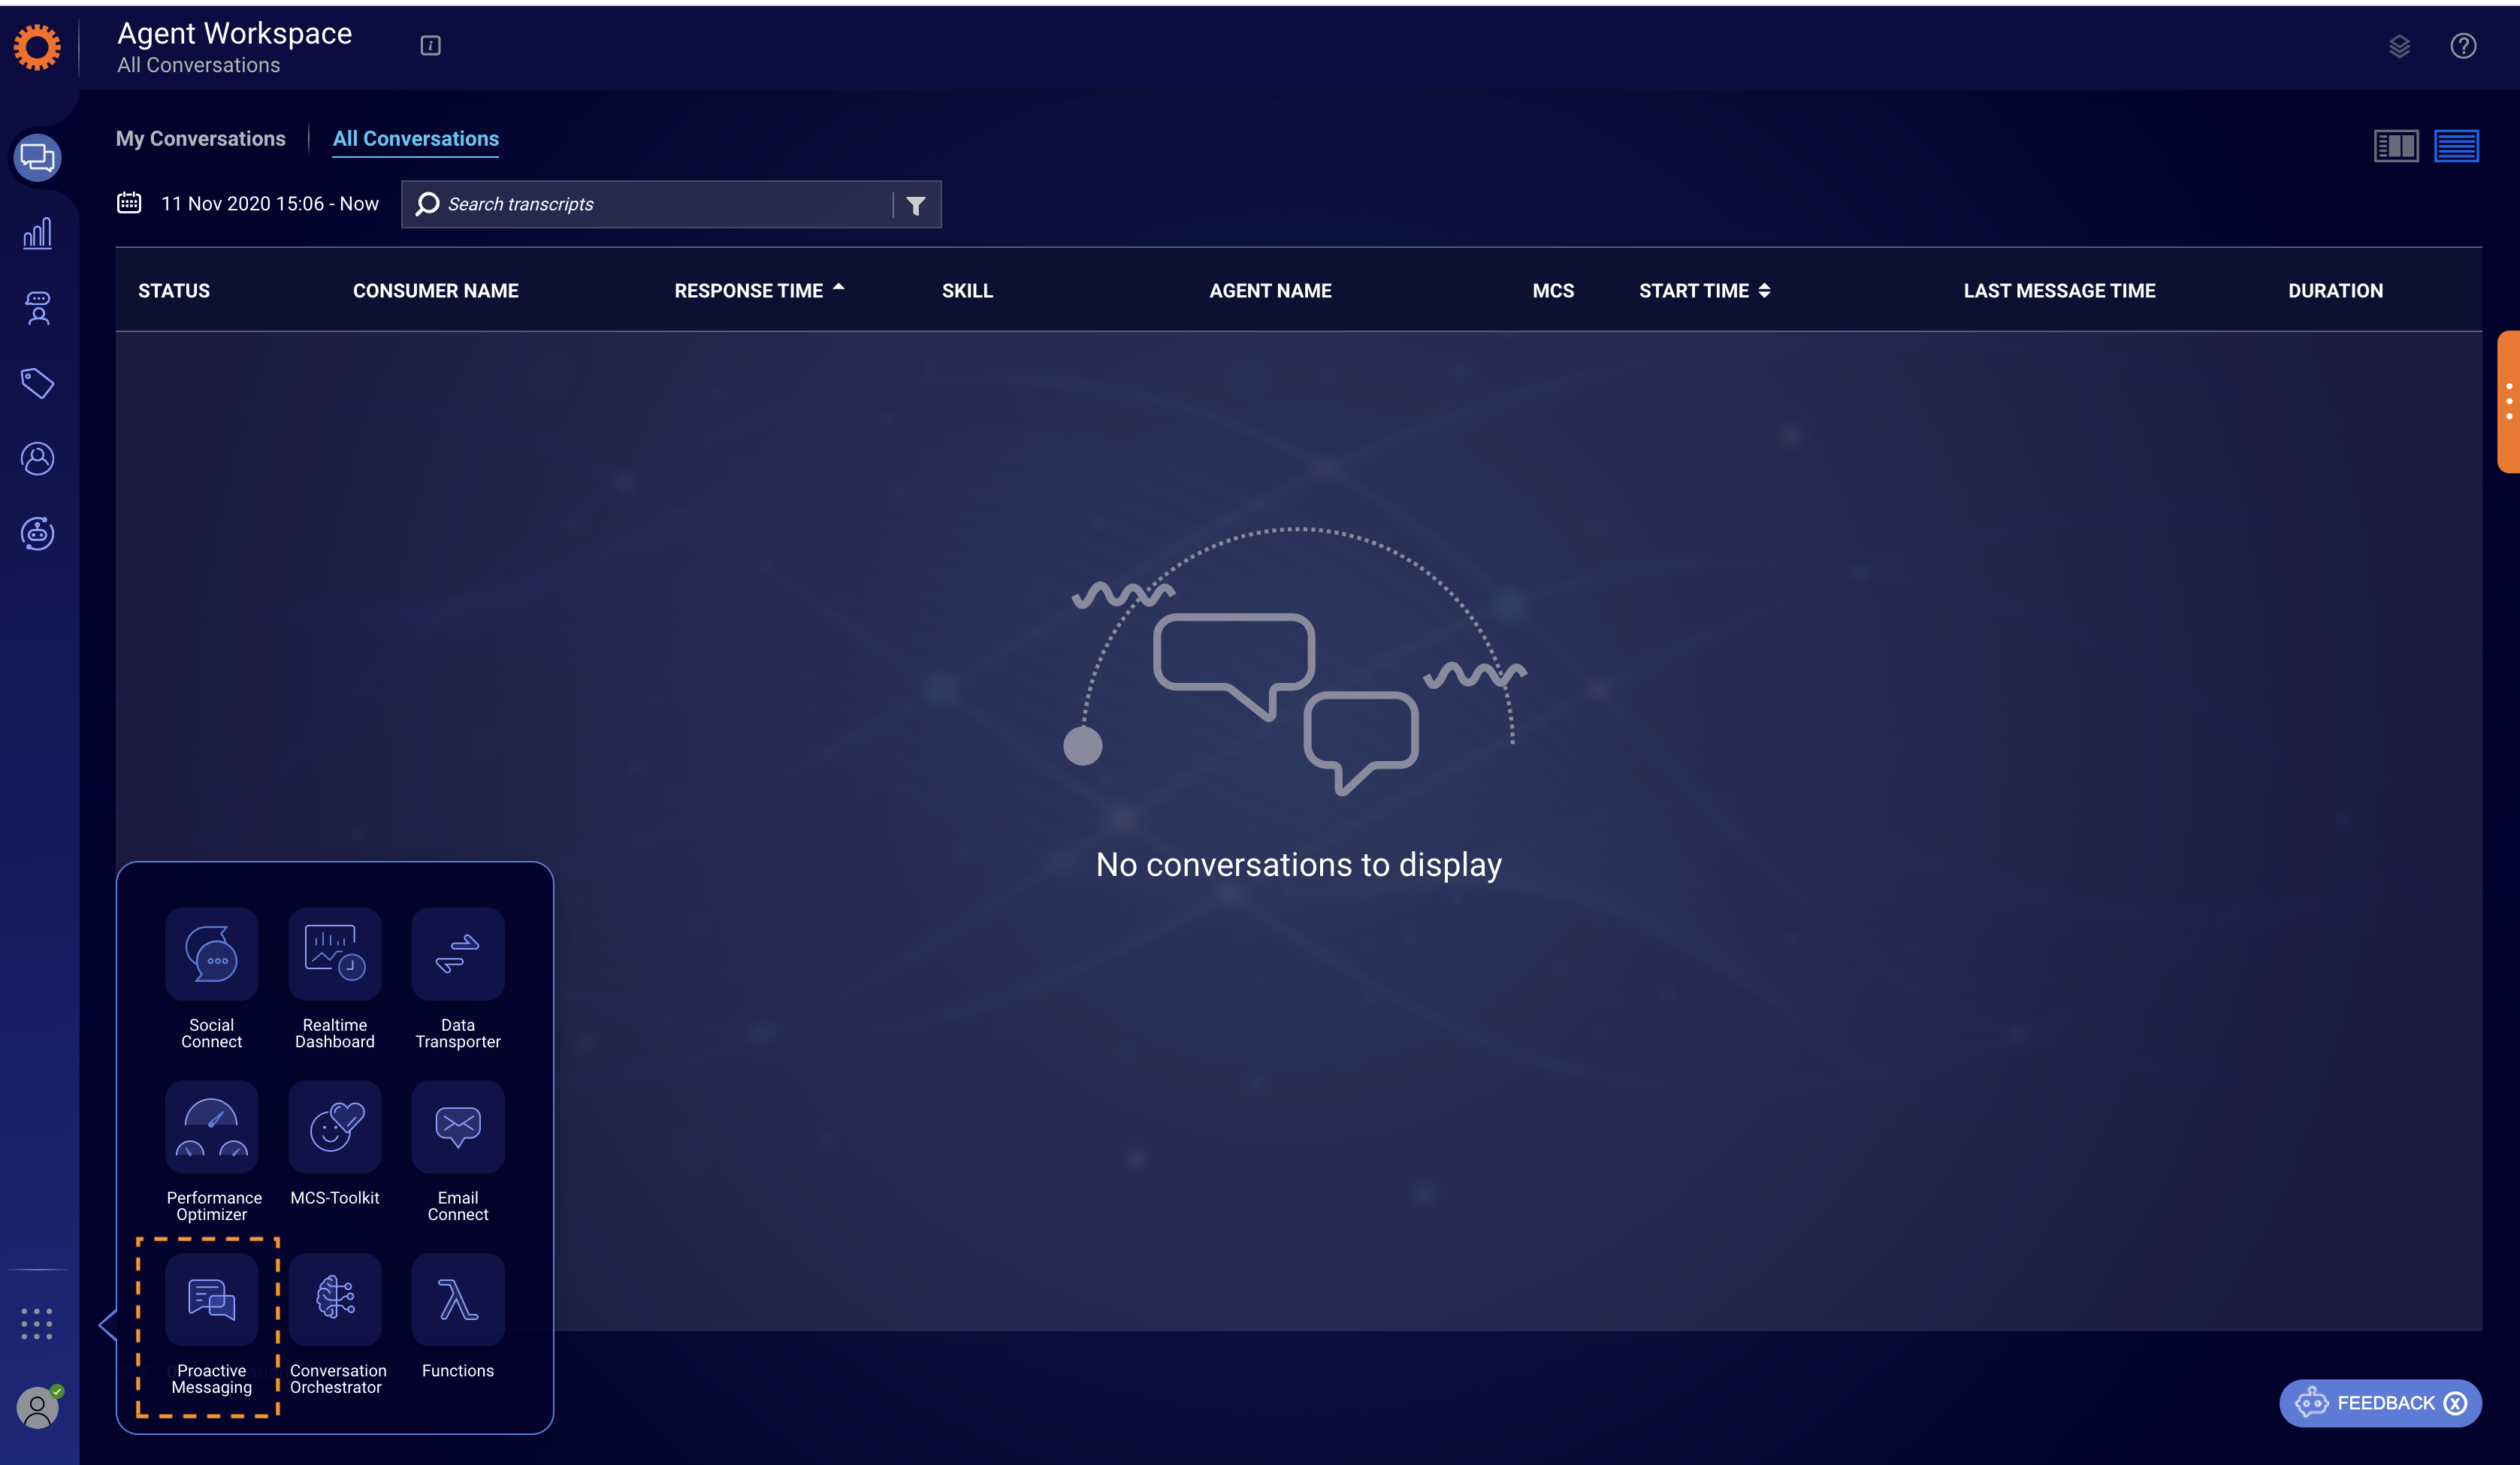 Agent Workspace
All Conversations
My Conversations
All Conversations
11 Nov 2020 15:06 - Now
Search transcripts
STATUS
CONSUMER NAME
RESPONSE TIME
SKILL
AGENT NAME
MCS
START TIME
LAST MESSAGE TIME
DURATION
No conversations to display
Social
Connect
Realtime
Dashboard
Data
Transporter
Performance
Optimizer
MCS-Toolkit
Email
Connect
Proactive
Messaging
Conversation
Orchestrator
Functions
FEEDBACK